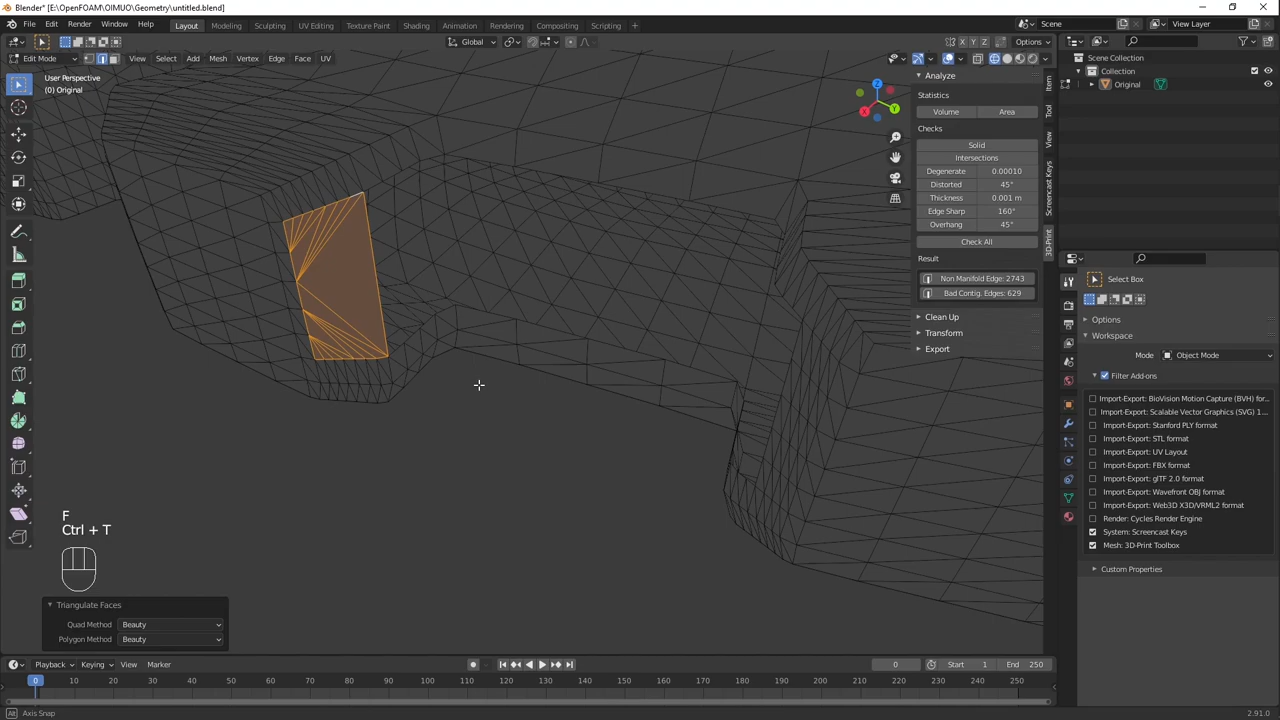 Blender* [E:\OpenFOAM\OIMUO\Geometry\untitled.blend]
File Edit Render Window Help Layout Modeling Sculpting UV Editing Texture Paint Shading Animation Rendering Compositing Scripting + Scene View Layer
Global X Y Z Options
Edit Mode View Select Add Mesh Vertex Edge Face UV
User Perspective
(0) Original
Z
Y
X
Analyze
Statistics
Volume Area
Checks
Solid
Intersections
Degenerate 0.00010
Distorted 45°
Thickness 0.001 m
Edge Sharp 160°
Overhang 45°
Check All
Result
Non Manifold Edge: 2743
Bad Contig. Edges: 629
Clean Up
Transform
Export
Item
Tool
View
Screencast Keys
3D-Print
Scene Collection
Collection
Original
Select Box
Options
Workspace
Mode Object Mode
Filter Add-ons
Import-Export: BioVision Motion Capture (BVH) for...
Import-Export: Scalable Vector Graphics (SVG) 1....
Import-Export: Stanford PLY format
Import-Export: STL format
Import-Export: UV Layout
Import-Export: FBX format
Import-Export: glTF 2.0 format
Import-Export: Wavefront OBJ format
Import-Export: Web3D X3D/VRML2 format
Render: Cycles Render Engine
System: Screencast Keys
Mesh: 3D-Print Toolbox
Custom Properties
F
Ctrl + T
Triangulate Faces
Quad Method Beauty
Polygon Method Beauty
Playback Keying View Marker 0 Start 1 End 250
0 10 20 30 40 50 60 70 80 90 100 110 120 130 140 150 160 170 180 190 200 210 220 230 240 250
Alt Axis Snap 2.91.0